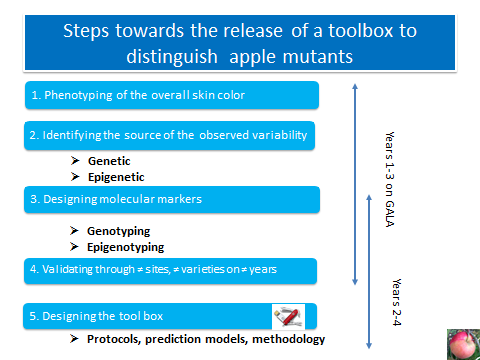 Steps towards the release of a toolbox to
distinguish apple mutants
1. Phenotyping of the overall skin color
2. Identifying the source of the observed variability
➤ Genetic
➤ Epigenetic
3. Designing molecular markers
➤ Genotyping
➤ Epigenotyping
4. Validating through ≠ sites, ≠ varieties on ≠ years
5. Designing the tool box
➤ Protocols, prediction models, methodology
Years 1-3 on GALA
Years 2-4